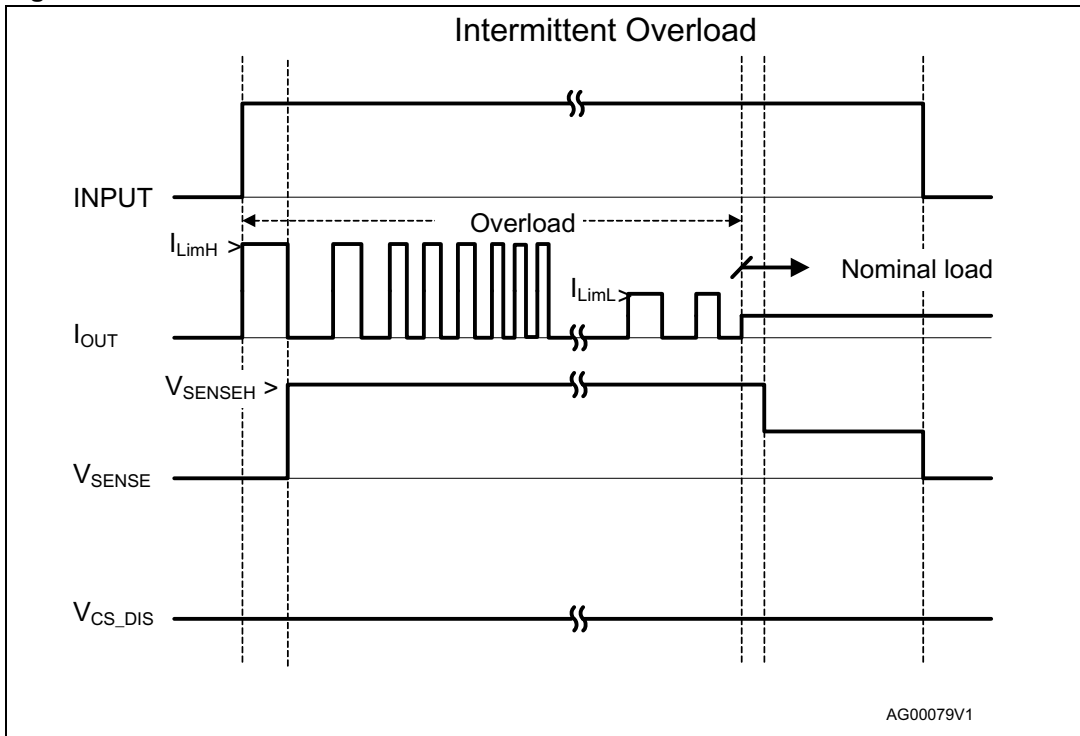 Intermittent Overload
INPUT
Overload
I_LimH >
Nominal load
I_LimL >
I_OUT
V_SENSEH >
V_SENSE
V_CS_DIS
AG00079V1